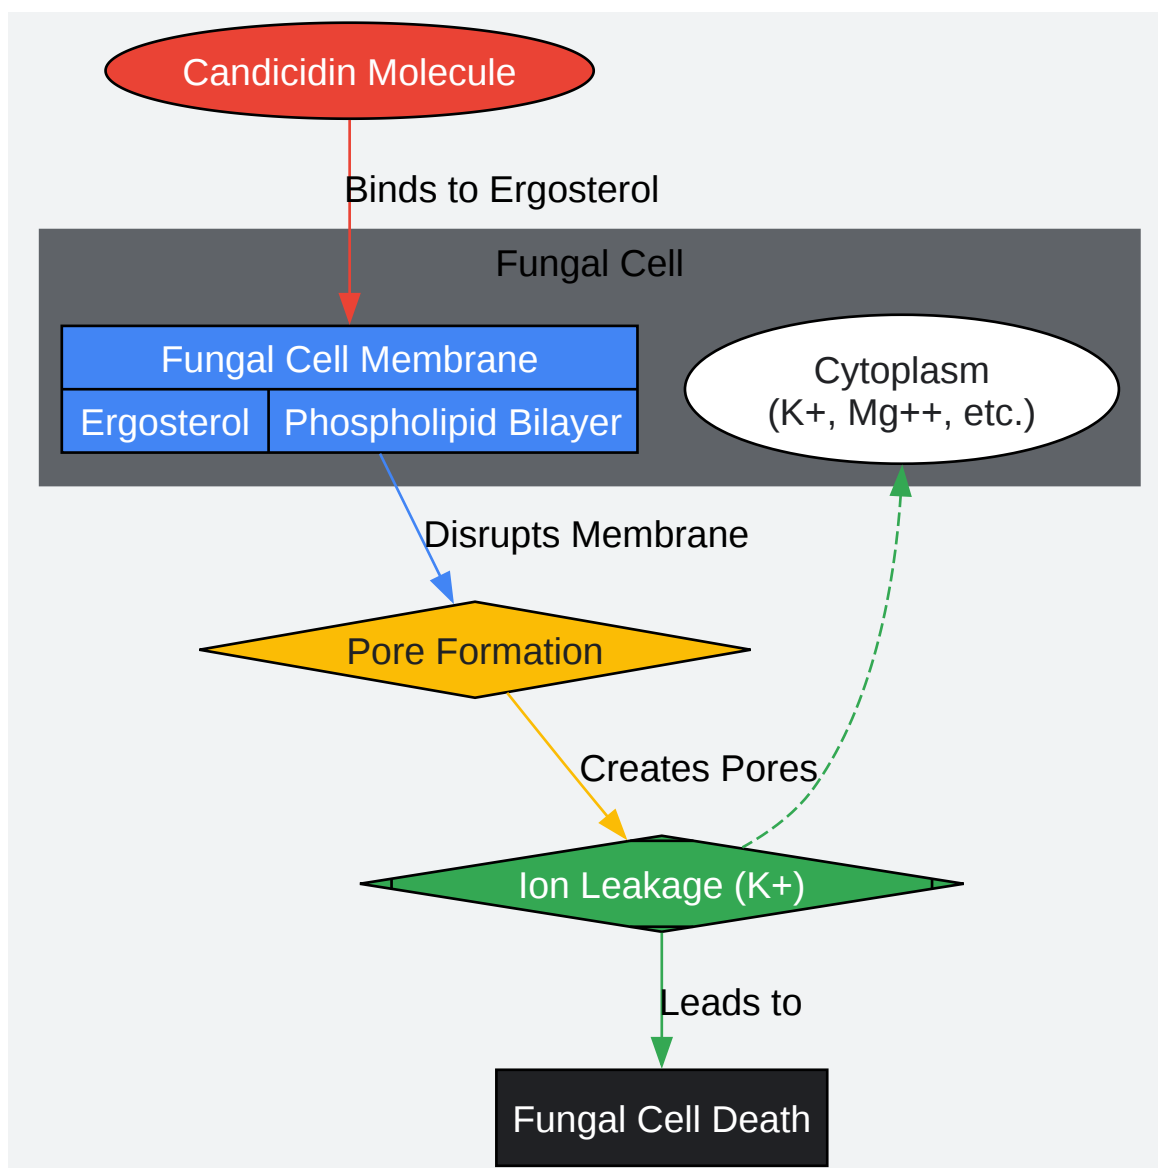 Candicidin Molecule
Binds to Ergosterol
Fungal Cell
Fungal Cell Membrane
Ergosterol
Phospholipid Bilayer
Cytoplasm
(K+, Mg++, etc.)
Disrupts Membrane
Pore Formation
Creates Pores
Ion Leakage (K+)
Leads to
Fungal Cell Death